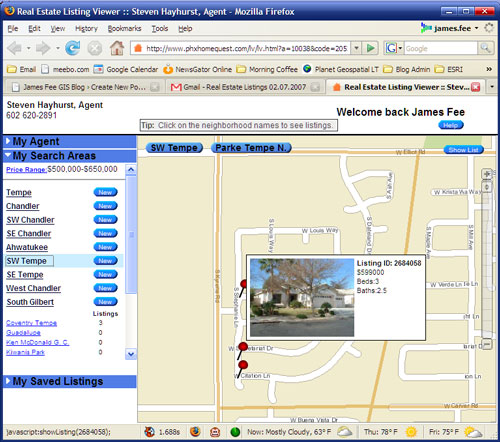 Real Estate Listing Viewer :: Steven Hayhurst, Agent - Mozilla Firefox
File Edit View History Bookmarks Tools Help james.fee
http://www.phxhomequest.com/lv/lv.html?a=10038&code=205 Google
Email meebo.com Google Calendar NewsGator Online Morning Coffee Planet Geospatial LT Blog Admin ESRI
James Fee GIS Blog › Create New Po... Gmail - Real Estate Listings 02.07.2007 Real Estate Listing Viewer :: Stev...
Steven Hayhurst, Agent
602 620-2891
Welcome back James Fee
Tip: Click on the neighborhood names to see listings.
Help
My Agent
My Search Areas
Price Range:$500,000-$650,000
Tempe New
Chandler New
SW Chandler New
SE Chandler New
Ahwatukee New
SW Tempe New
SE Tempe New
West Chandler New
South Gilbert New
Listings
Coventry Tempe 3
Guadalupe 0
Ken McDonald G. C. 0
Kiwanis Park 0
My Saved Listings
SW Tempe Parke Tempe N. Show List
W Elliot Rd
S Ash Ave
W Louis Way
S Louis Way
S Kyrene Rd
S Stephanie Ln
S Maple Ave
S Mill Ave
Listing ID: 2684058
$599000
Beds:3
Baths:2.5
W Citation Ln
W Buena Vista Dr
W Carver Rd
javascript:showListing(2684058); 1.688s Now: Mostly Cloudy, 63° F Thu: 78° F Fri: 75° F